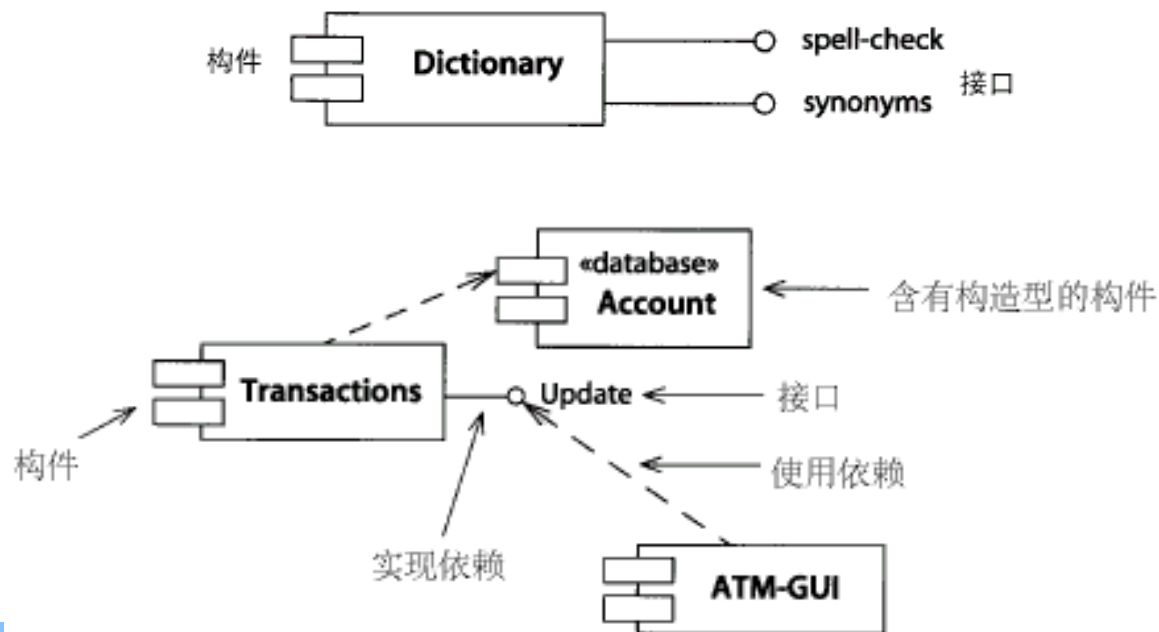 构件
Dictionary
spell-check
synonyms
接口
«database»
Account
含有构造型的构件
Transactions
Update
接口
构件
使用依赖
实现依赖
ATM-GUI